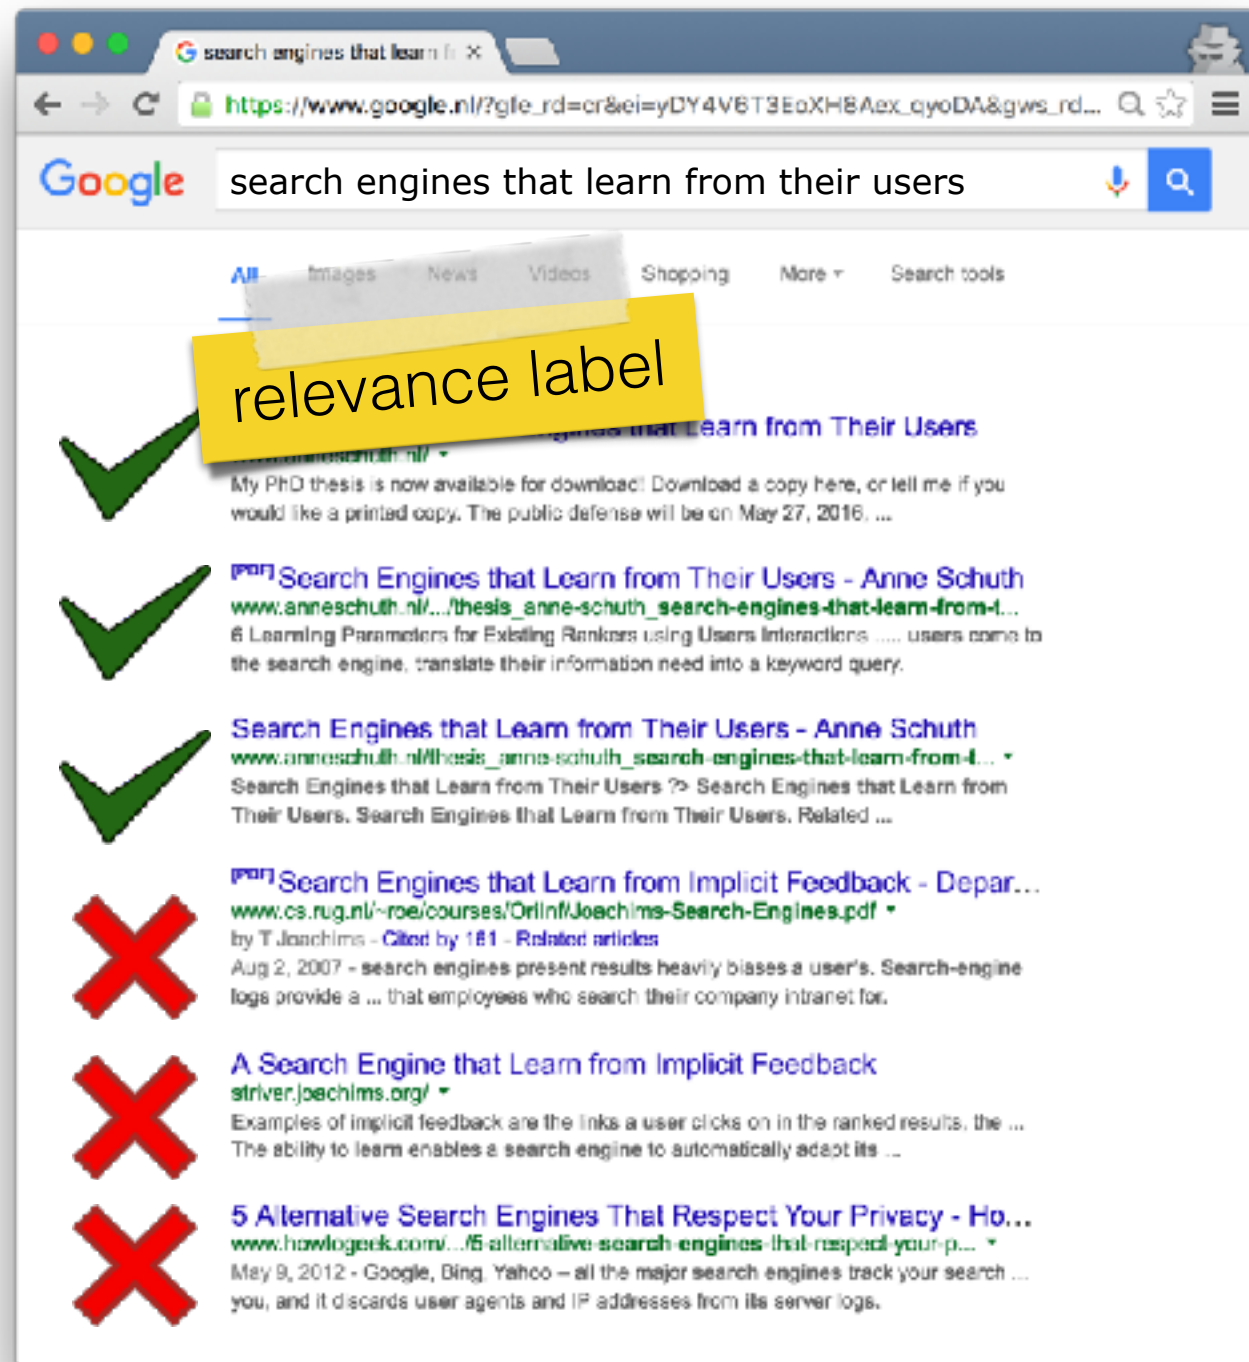 search engines that learn fr
https://www.google.nl/?gfe_rd=cr&ei=yDY4V6T3EoXH8Aex_qyoDA&gws_rd...
Google
search engines that learn from their users
All Images News Videos Shopping More Search tools
relevance label
Learn from Their Users
www.anneschuth.nl/
My PhD thesis is now available for download! Download a copy here, or tell me if you
would like a printed copy. The public defense will be on May 27, 2016, ...
[PDF] Search Engines that Learn from Their Users - Anne Schuth
www.anneschuth.nl/.../thesis_anne-schuth_search-engines-that-learn-from-t...
6 Learning Parameters for Existing Rankers using Users Interactions ..... users come to
the search engine, translate their information need into a keyword query.
Search Engines that Learn from Their Users - Anne Schuth
www.anneschuth.nl/thesis_anne-schuth_search-engines-that-learn-from-t...
Search Engines that Learn from Their Users ?> Search Engines that Learn from
Their Users. Search Engines that Learn from Their Users. Related ...
[PDF] Search Engines that Learn from Implicit Feedback - Depar...
www.cs.rug.nl/~roe/courses/OriInf/Joachims-Search-Engines.pdf
by T Joachims - Cited by 161 - Related articles
Aug 2, 2007 - search engines present results heavily biases a user's. Search-engine
logs provide a ... that employees who search their company intranet for.
A Search Engine that Learn from Implicit Feedback
striver.joachims.org/
Examples of implicit feedback are the links a user clicks on in the ranked results, the ...
The ability to learn enables a search engine to automatically adapt its ...
5 Alternative Search Engines That Respect Your Privacy - Ho...
www.howtogeek.com/.../5-alternative-search-engines-that-respect-your-p...
May 9, 2012 - Google, Bing, Yahoo – all the major search engines track your search ...
you, and it discards user agents and IP addresses from its server logs.